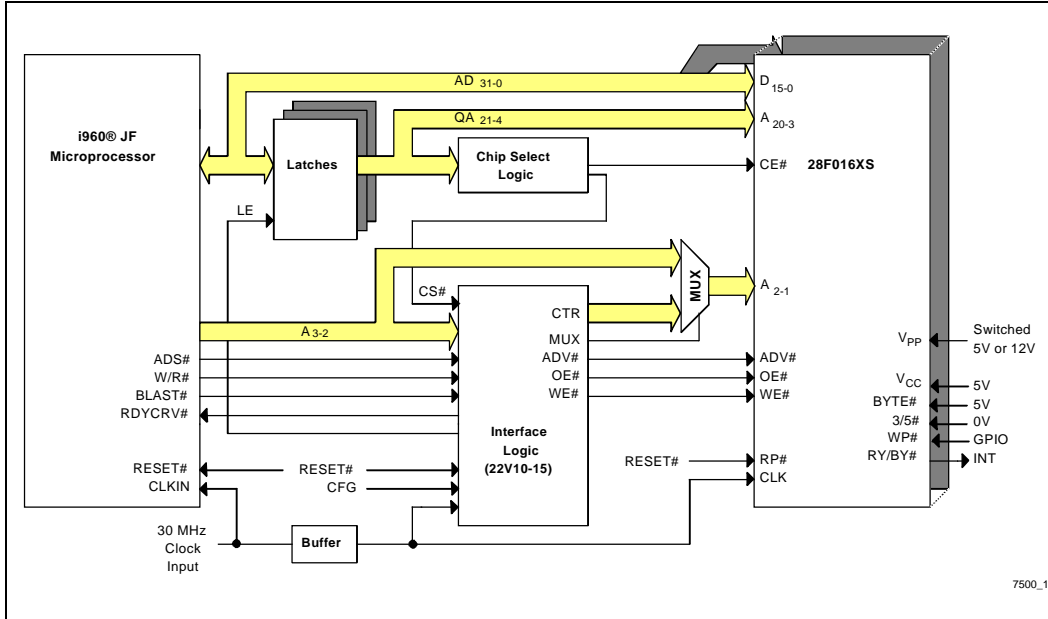 AD 31-0
D 15-0
QA 21-4
A 20-3
i960® JF
Microprocessor
Latches
Chip Select
Logic
CE#
28F016XS
LE
MUX
A 2-1
CS#
CTR
A 3-2
MUX
VPP
Switched
5V or 12V
ADS#
ADV#
ADV#
W/R#
OE#
OE#
BLAST#
WE#
WE#
RDYCRV#
VCC
5V
BYTE#
5V
3/5#
0V
WP#
GPIO
RY/BY#
INT
Interface
Logic
(22V10-15)
RESET#
RESET#
RESET#
RP#
CLKIN
CFG
CLK
30 MHz
Clock
Input
Buffer
7500_1